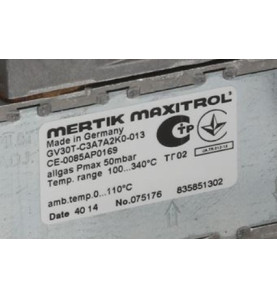 MERTIK MAXITROL®
Made in Germany
GV30T-C3A7A2K0-013
CE-0085AP0169
allgas Pmax 50mbar
Temp. range 100...340°C
ТГ02
amb.temp.0...110°C
Date 40 14 No.075176 835851302